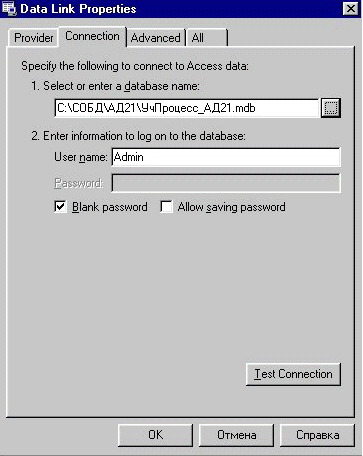 Data Link Properties
Provider Connection Advanced All
Specify the following to connect to Access data:
1. Select or enter a database name:
C:\СОБД\АД21\УчПроцесс_АД21.mdb ...
2. Enter information to log on to the database:
User name: Admin
Password:
Blank password Allow saving password
Test Connection
OK Отмена Справка